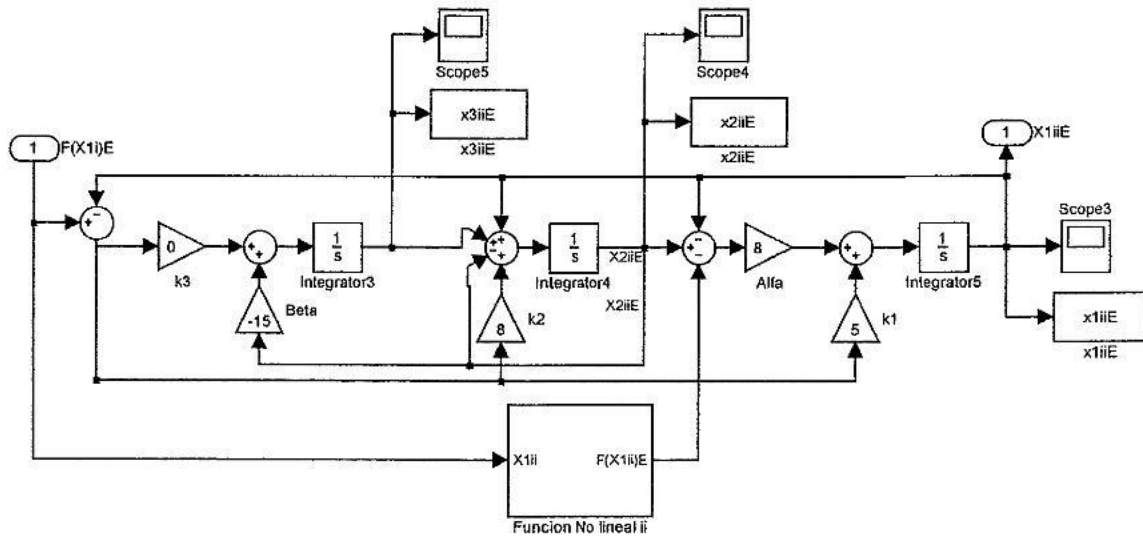 Scope5
Scope4
x3iiE
x3iiE
x2iiE
x2iiE
1
F(X1i)E
1
X1iiE
Scope3
0
k3
1
s
Integrator3
1
s
Integrator4
X2iiE
X2iiE
8
Alfa
1
s
Integrator5
-15
Beta
8
k2
5
k1
x1iiE
x1iiE
X1ii
F(X1ii)E
Funcion No lineal ii